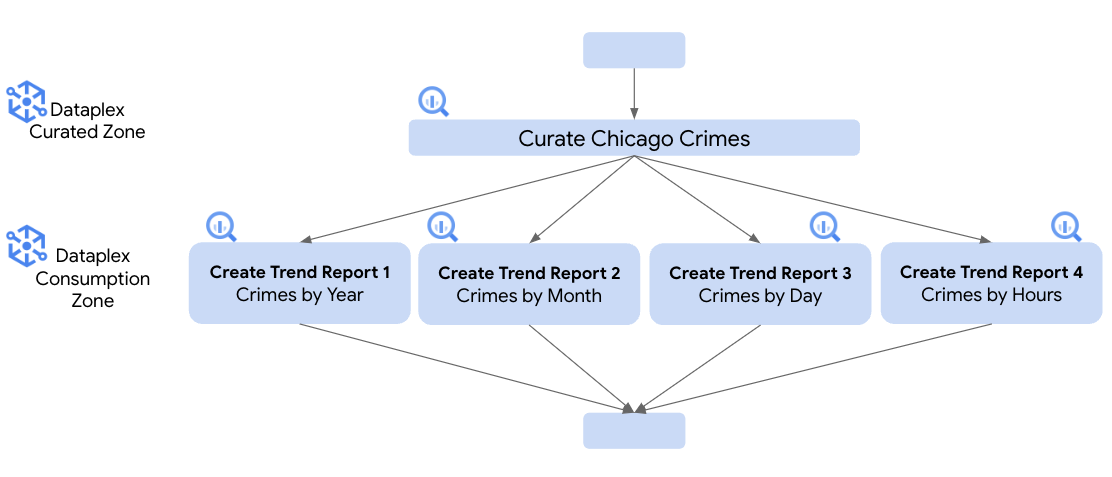 Dataplex
Curated Zone
Curate Chicago Crimes
Dataplex
Consumption
Zone
Create Trend Report 1
Crimes by Year
Create Trend Report 2
Crimes by Month
Create Trend Report 3
Crimes by Day
Create Trend Report 4
Crimes by Hours